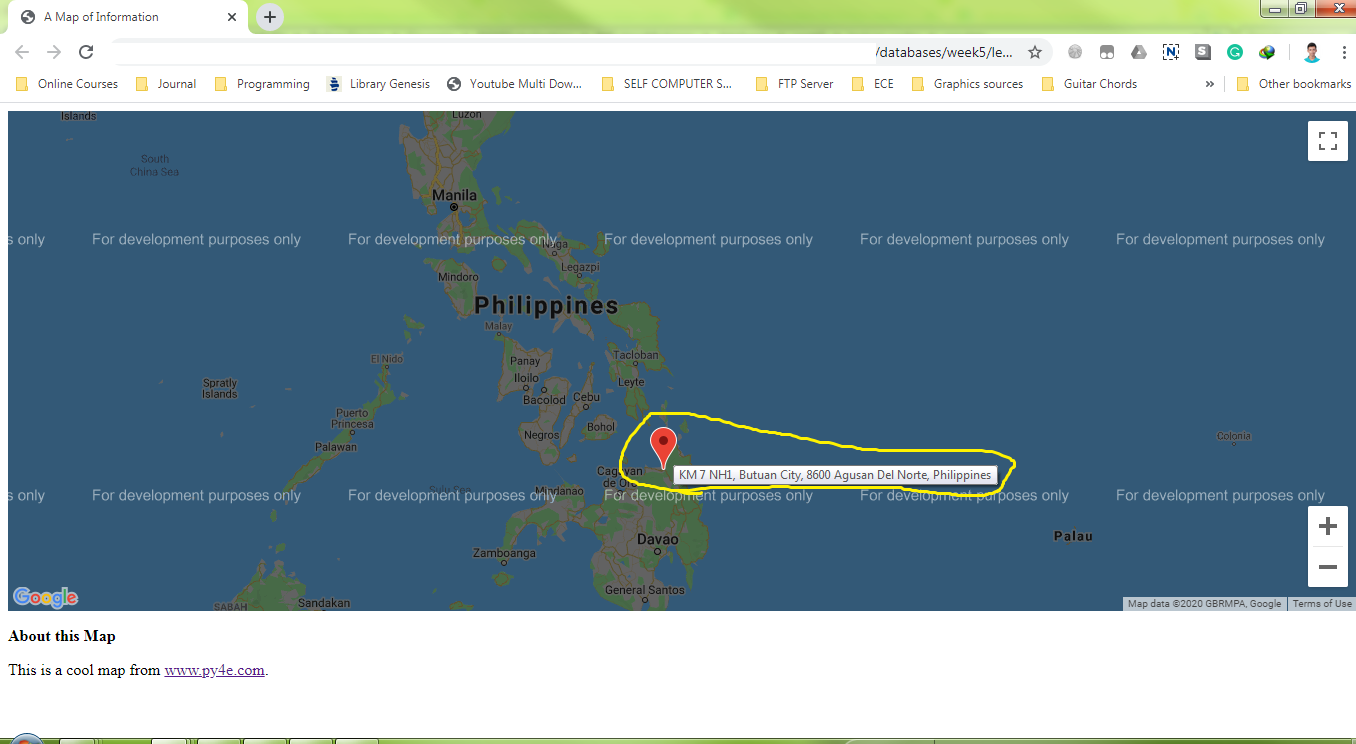 A Map of Information
/databases/week5/le...
Online Courses
Journal
Programming
Library Genesis
Youtube Multi Dow...
SELF COMPUTER S...
FTP Server
ECE
Graphics sources
Guitar Chords
»
Other bookmarks
Islands
Luzon
South
China Sea
Manila
s only
For development purposes only
For development purposes only
For development purposes only
For development purposes only
For development purposes only
Naga
Legazpi
Mindoro
Philippines
Malay
Tacloban
El Nido
Panay
Iloilo
Leyte
Spratly
Islands
Bacolod
Cebu
Puerto
Princesa
Bohol
Negros
Colonia
Palawan
Cagayan
de Oro
KM 7 NH1, Butuan City, 8600 Agusan Del Norte, Philippines
Sulu Sea
Mindanao
s only
For development purposes only
For development purposes only
For development purposes only
For development purposes only
For development purposes only
Davao
Palau
Zamboanga
General Santos
SABAH
Sandakan
Google
Map data ©2020 GBRMPA, Google
Terms of Use
About this Map
This is a cool map from www.py4e.com.